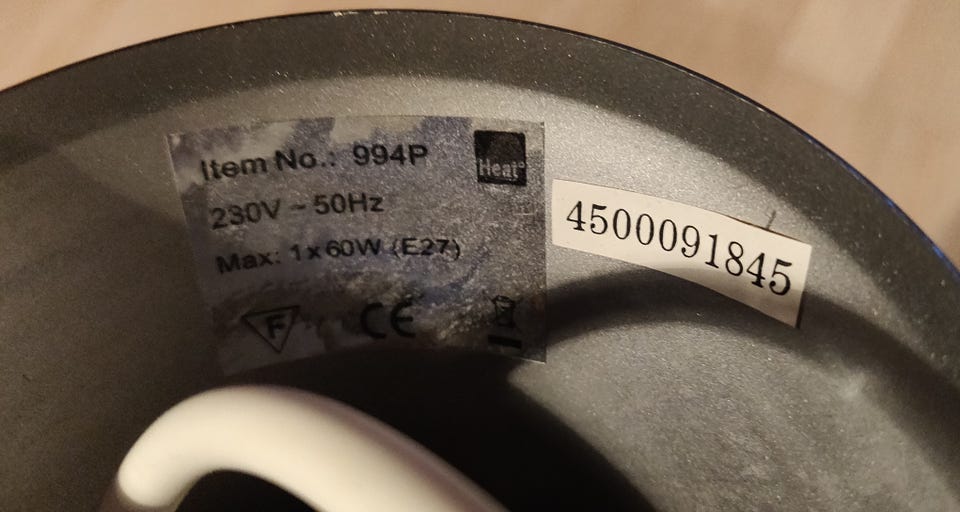 Item No.: 994P
Heat°
230V ~ 50Hz
Max: 1x60W (E27)
F
CE
4500091845